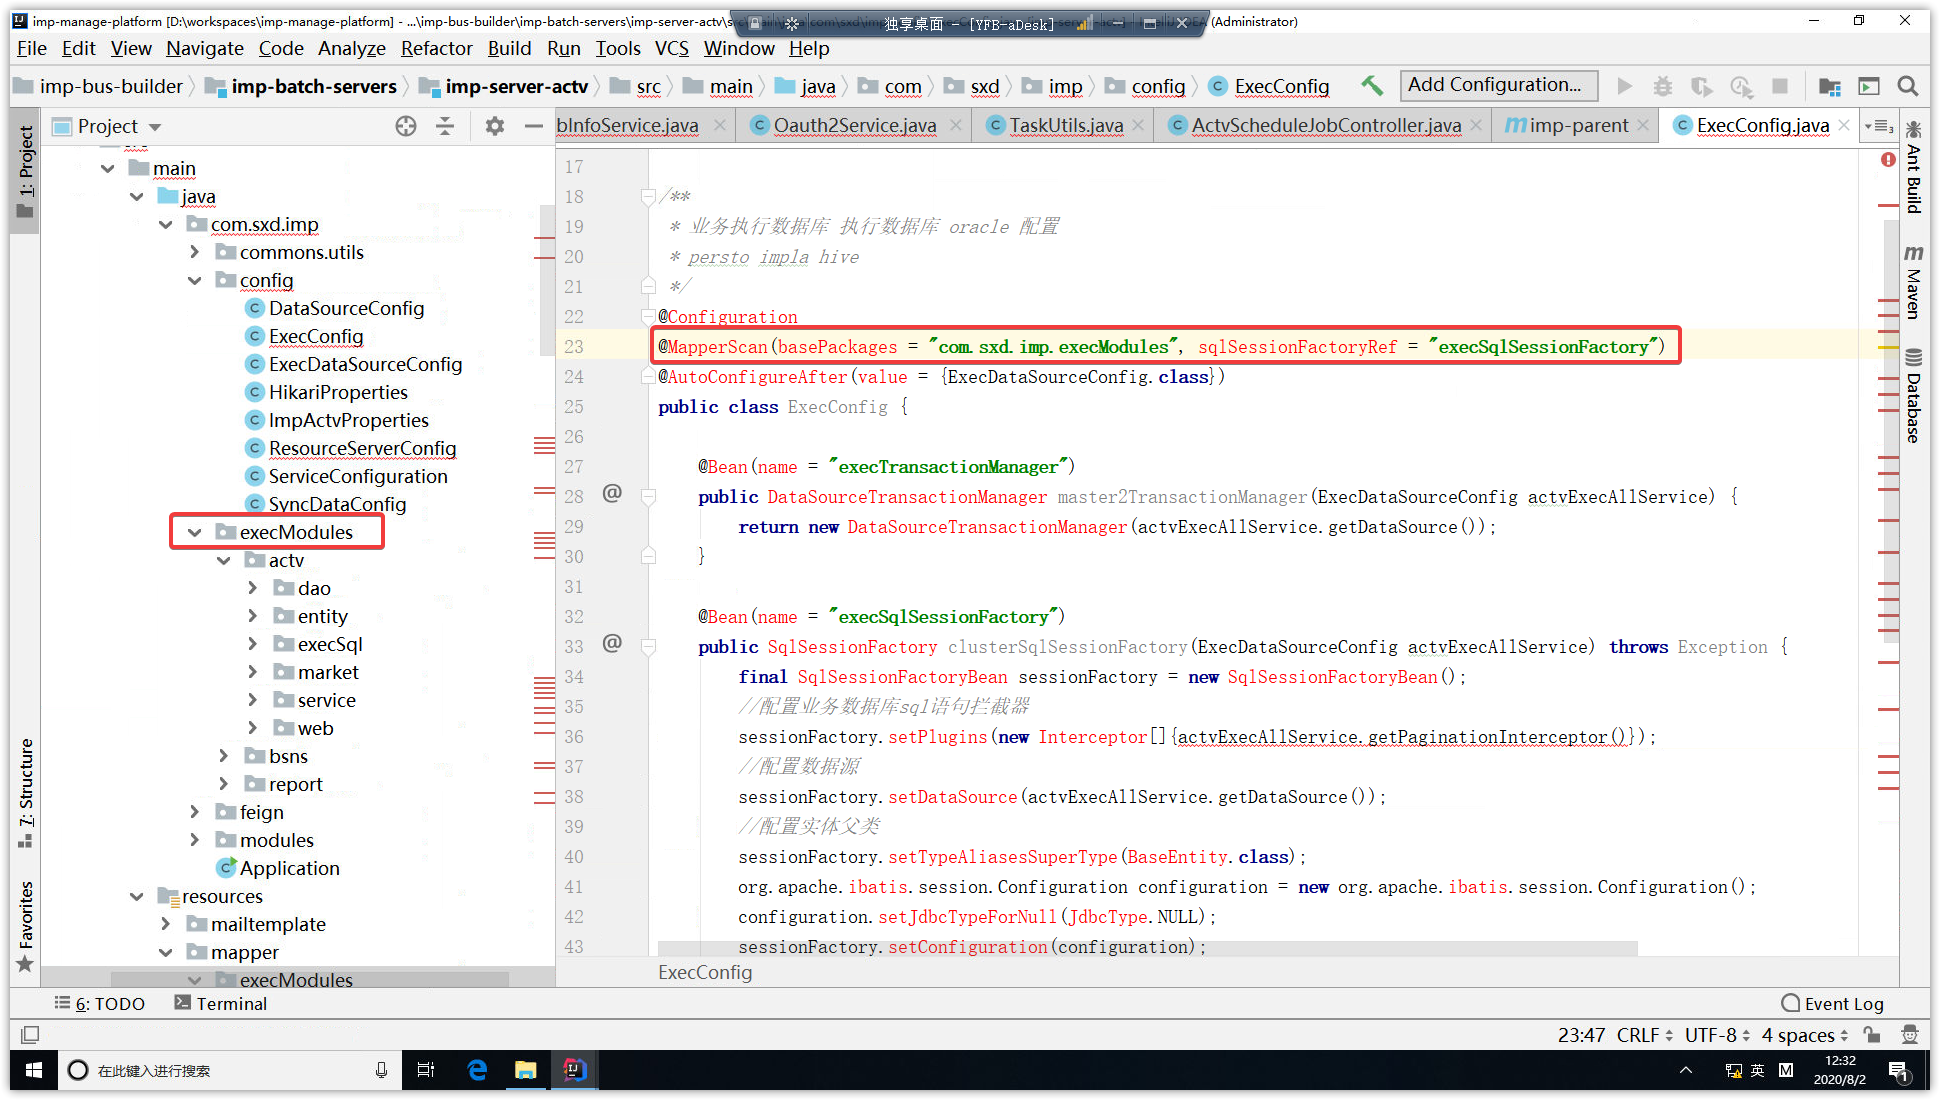 imp-manage-platform [D:\workspaces\imp-manage-platform] - ...\imp-bus-builder\imp-batch-servers\imp-server-actv\
独享桌面 - [YFB-aDesk]
(Administrator)
File Edit View Navigate Code Analyze Refactor Build Run Tools VCS Window Help
imp-bus-builder imp-batch-servers imp-server-actv src main java com sxd imp config ExecConfig Add Configuration...
Project
bInfoService.java Oauth2Service.java TaskUtils.java ActvScheduleJobController.java imp-parent ExecConfig.java 3
1: Project
7: Structure
Favorites
main
java
com.sxd.imp
commons.utils
config
DataSourceConfig
ExecConfig
ExecDataSourceConfig
HikariProperties
ImpActvProperties
ResourceServerConfig
ServiceConfiguration
SyncDataConfig
execModules
actv
dao
entity
execSql
market
service
web
bsns
report
feign
modules
Application
resources
mailtemplate
mapper
execModules
17
18 /**
19 * 业务执行数据库 执行数据库 oracle 配置
20 * persto impla hive
21 */
22 @Configuration
23 @MapperScan(basePackages = "com.sxd.imp.execModules", sqlSessionFactoryRef = "execSqlSessionFactory")
24 @AutoConfigureAfter(value = {ExecDataSourceConfig.class})
25 public class ExecConfig {
26
27 @Bean(name = "execTransactionManager")
28 public DataSourceTransactionManager master2TransactionManager(ExecDataSourceConfig actvExecAllService) {
29 return new DataSourceTransactionManager(actvExecAllService.getDataSource());
30 }
31
32 @Bean(name = "execSqlSessionFactory")
33 public SqlSessionFactory clusterSqlSessionFactory(ExecDataSourceConfig actvExecAllService) throws Exception {
34 final SqlSessionFactoryBean sessionFactory = new SqlSessionFactoryBean();
35 //配置业务数据库sql语句拦截器
36 sessionFactory.setPlugins(new Interceptor[]{actvExecAllService.getPaginationInterceptor()});
37 //配置数据源
38 sessionFactory.setDataSource(actvExecAllService.getDataSource());
39 //配置实体父类
40 sessionFactory.setTypeAliasesSuperType(BaseEntity.class);
41 org.apache.ibatis.session.Configuration configuration = new org.apache.ibatis.session.Configuration();
42 configuration.setJdbcTypeForNull(JdbcType.NULL);
43 sessionFactory.setConfiguration(configuration);
ExecConfig
Ant Build
Maven
Database
6: TODO Terminal Event Log
23:47 CRLF UTF-8 4 spaces
在此键入进行搜索
英 M
12:32
2020/8/2
1